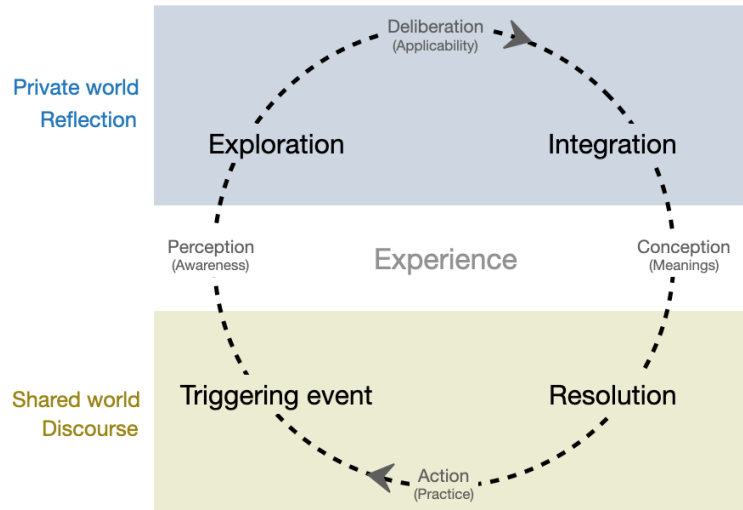 Deliberation
(Applicability)
Private world
Reflection
Exploration
Integration
Perception
(Awareness)
Experience
Conception
(Meanings)
Triggering event
Resolution
Shared world
Discourse
Action
(Practice)